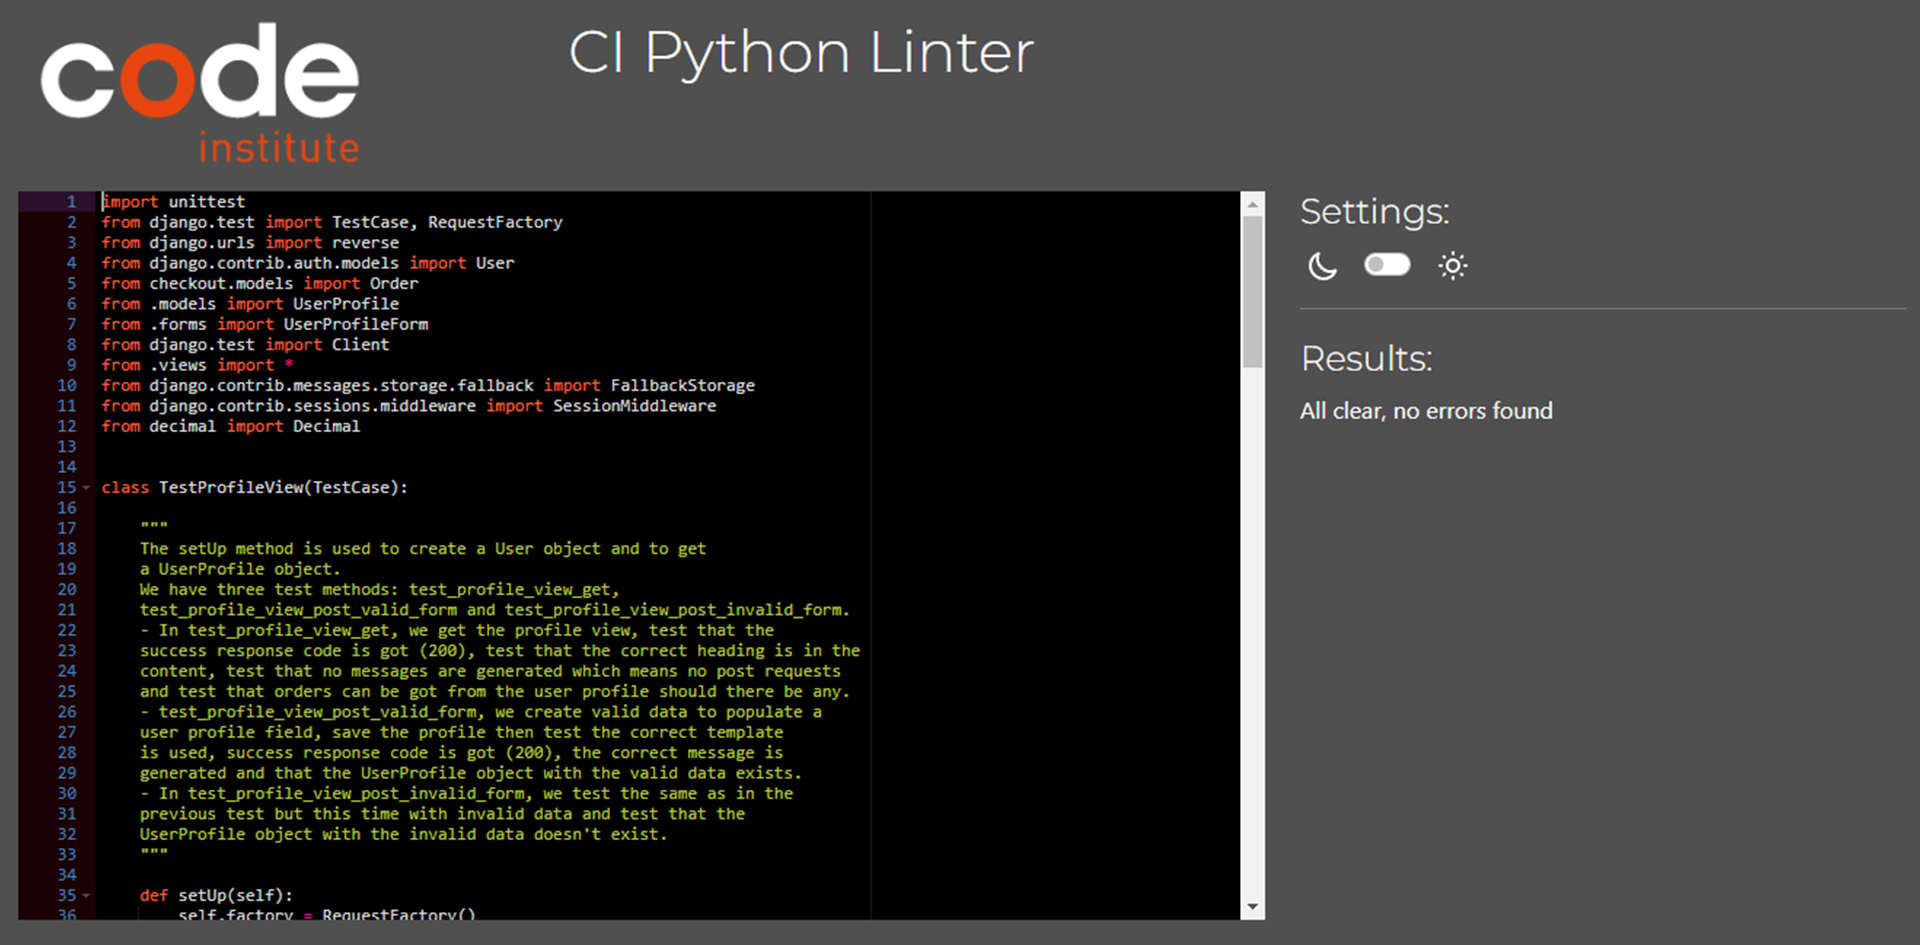 code
institute
CI Python Linter
1 import unittest
2 from django.test import TestCase, RequestFactory
3 from django.urls import reverse
4 from django.contrib.auth.models import User
5 from checkout.models import Order
6 from .models import UserProfile
7 from .forms import UserProfileForm
8 from django.test import Client
9 from .views import *
10 from django.contrib.messages.storage.fallback import FallbackStorage
11 from django.contrib.sessions.middleware import SessionMiddleware
12 from decimal import Decimal
13
14
15 class TestProfileView(TestCase):
16
17 """
18 The setUp method is used to create a User object and to get
19 a UserProfile object.
20 We have three test methods: test_profile_view_get,
21 test_profile_view_post_valid_form and test_profile_view_post_invalid_form.
22 - In test_profile_view_get, we get the profile view, test that the
23 success response code is got (200), test that the correct heading is in the
24 content, test that no messages are generated which means no post requests
25 and test that orders can be got from the user profile should there be any.
26 - test_profile_view_post_valid_form, we create valid data to populate a
27 user profile field, save the profile then test the correct template
28 is used, success response code is got (200), the correct message is
29 generated and that the UserProfile object with the valid data exists.
30 - In test_profile_view_post_invalid_form, we test the same as in the
31 previous test but this time with invalid data and test that the
32 UserProfile object with the invalid data doesn't exist.
33 """
34
35 def setUp(self):
36 self.factory = RequestFactory()
Settings:
Results:
All clear, no errors found